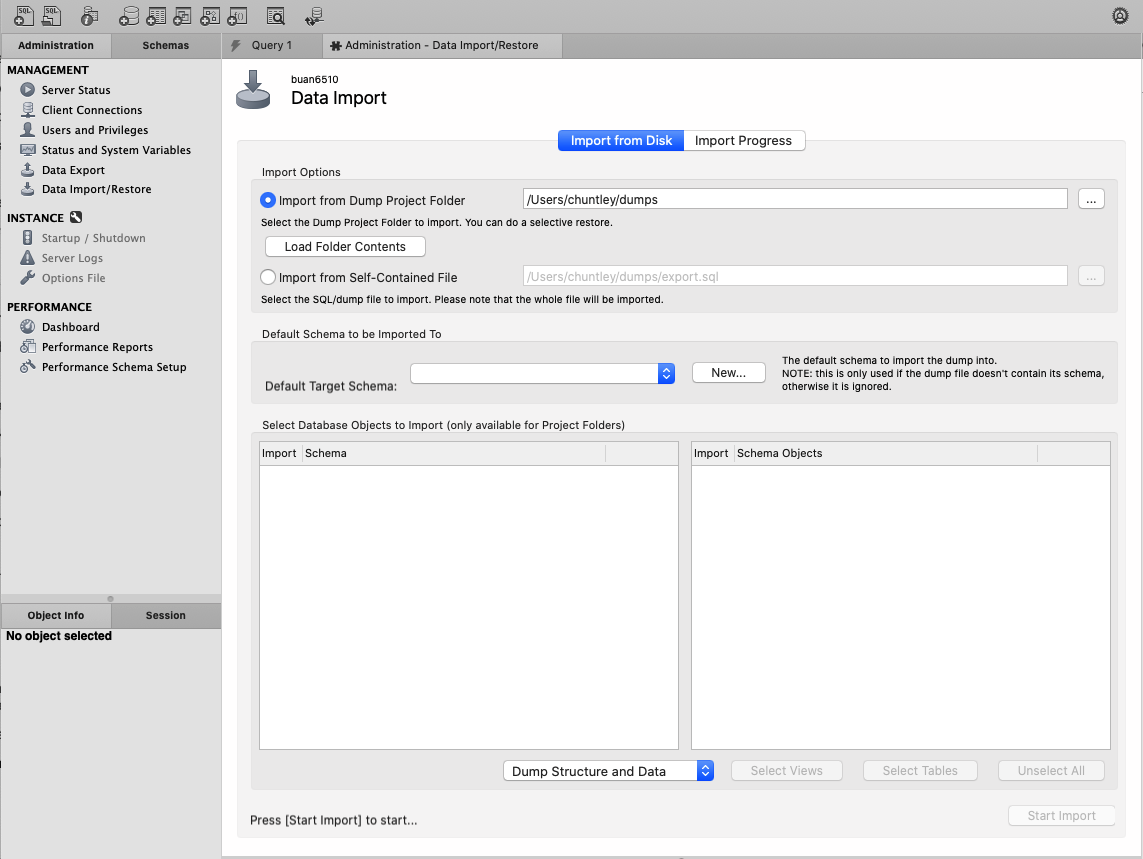 SQL
SQL
Administration
Schemas
Query 1
Administration - Data Import/Restore
MANAGEMENT
Server Status
Client Connections
Users and Privileges
Status and System Variables
Data Export
Data Import/Restore
INSTANCE
Startup / Shutdown
Server Logs
Options File
PERFORMANCE
Dashboard
Performance Reports
Performance Schema Setup
Object Info
Session
No object selected
buan6510
Data Import
Import from Disk
Import Progress
Import Options
Import from Dump Project Folder
/Users/chuntley/dumps
...
Select the Dump Project Folder to import. You can do a selective restore.
Load Folder Contents
Import from Self-Contained File
/Users/chuntley/dumps/export.sql
...
Select the SQL/dump file to import. Please note that the whole file will be imported.
Default Schema to be Imported To
Default Target Schema:
New...
The default schema to import the dump into.
NOTE: this is only used if the dump file doesn't contain its schema,
otherwise it is ignored.
Select Database Objects to Import (only available for Project Folders)
Import
Schema
Import
Schema Objects
Dump Structure and Data
Select Views
Select Tables
Unselect All
Press [Start Import] to start...
Start Import